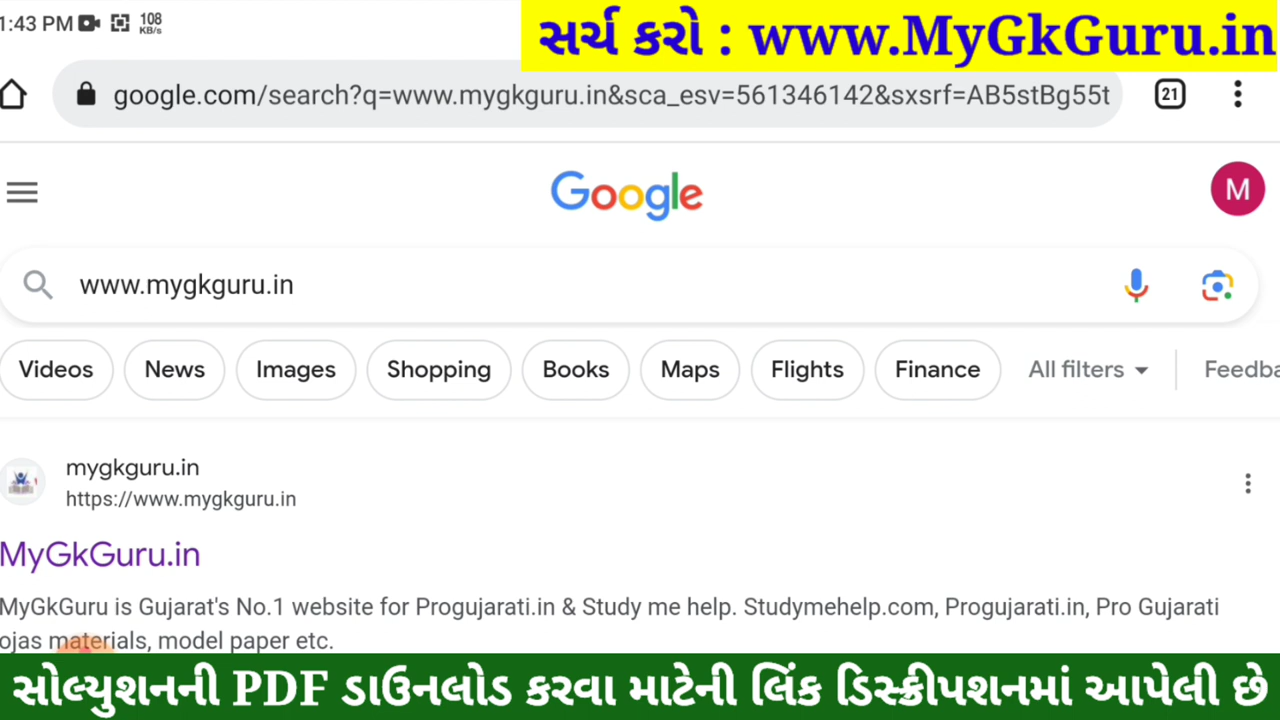 1:43 PM
108
KB/s
સર્ચ કરો : www.MyGkGuru.in
google.com/search?q=www.mygkguru.in&sca_esv=561346142&sxsrf=AB5stBg55t
21
Google
M
www.mygkguru.in
Videos News Images Shopping Books Maps Flights Finance All filters Feedba
mygkguru.in
https://www.mygkguru.in
MyGkGuru.in
MyGkGuru is Gujarat's No.1 website for Progujarati.in & Study me help. Studymehelp.com, Progujarati.in, Pro Gujarati
ojas materials, model paper etc.
સોલ્યુશનની PDF ડાઉનલોડ કરવા માટેની લિંક ડિસ્ક્રીપશનમાં આપેલી છે